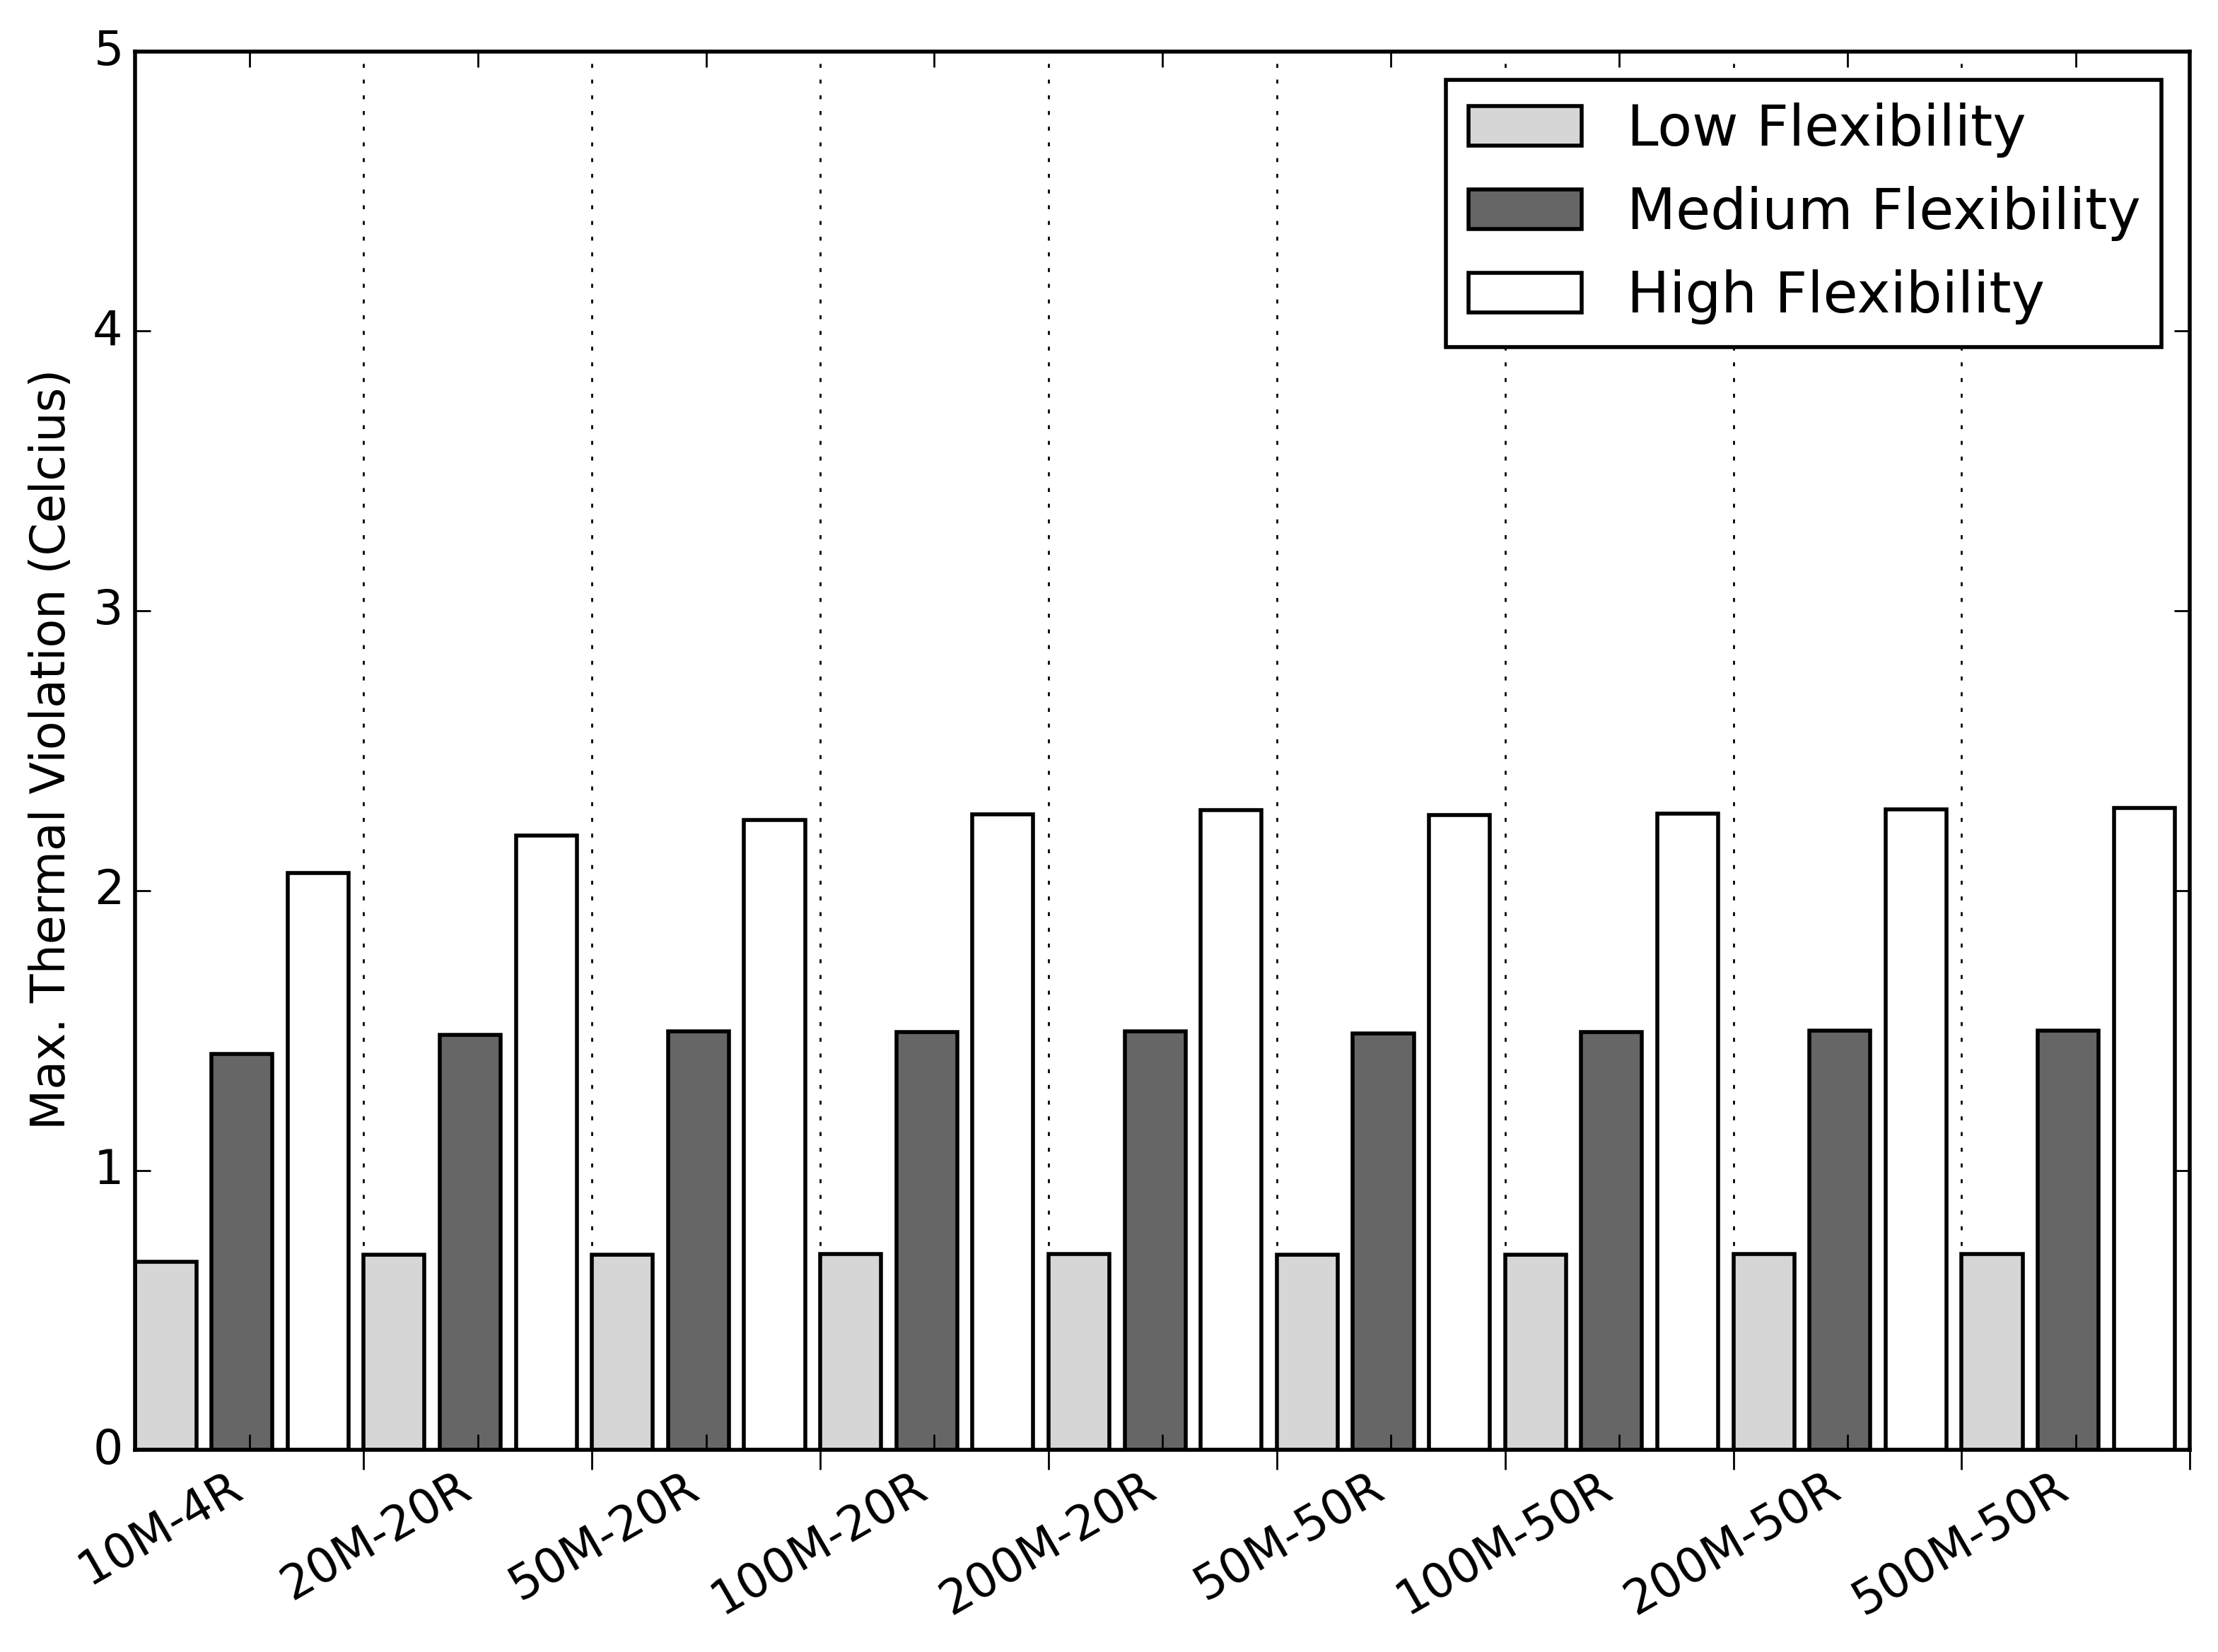 5
4
3
2
1
0
Max. Thermal Violation (Celcius)
Low Flexibility
Medium Flexibility
High Flexibility
10M-4R
20M-20R
50M-20R
100M-20R
200M-20R
50M-50R
100M-50R
200M-50R
500M-50R